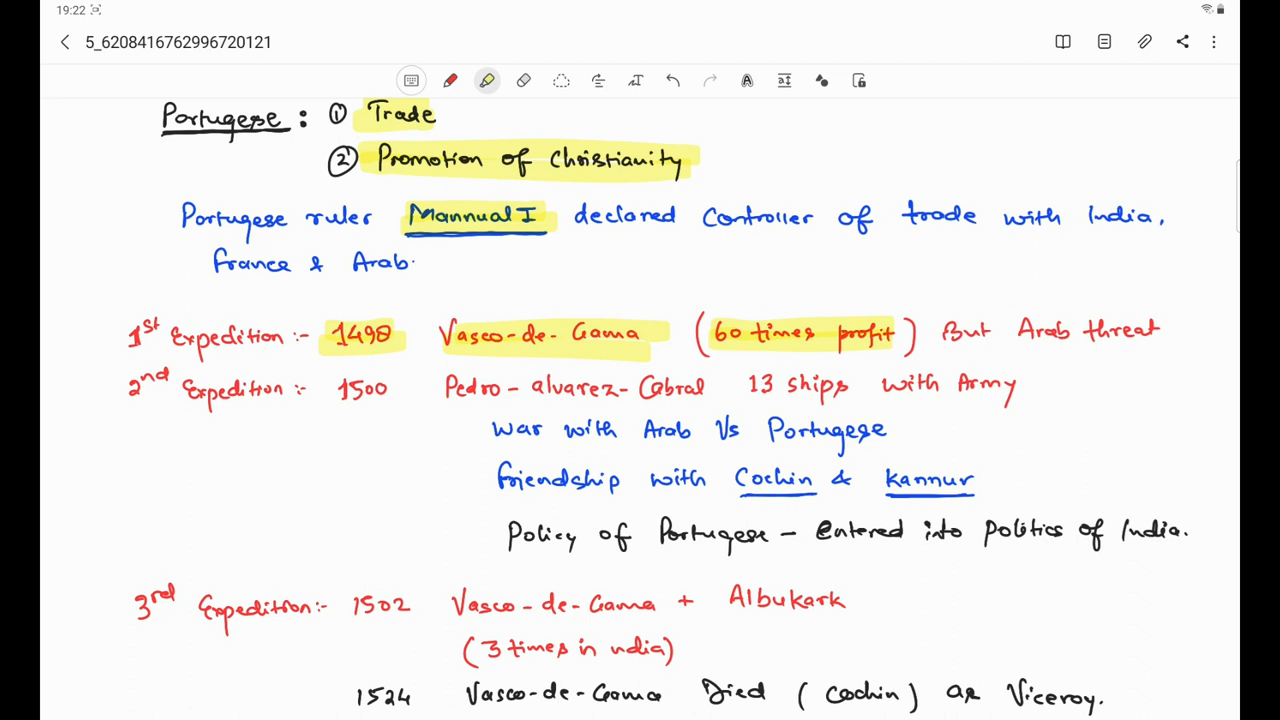 19:22
5_6208416762996720121
Portugese : ① Trade
② Promotion of Christianity
Portugese ruler Mannual I declared Controller of trade with India,
france & Arab.
1st Expedition :- 1498 Vasco-de-Gama (60 times profit) But Arab threat
2nd Expedition :- 1500 Pedro-alvarez-Cabral 13 ships with Army
War with Arab Vs Portugese
friendship with Cochin & Kannur
Policy of Portugese - Entered into politics of India.
3rd Expedition:- 1502 Vasco-de-Gama + Albukark
(3 times in india)
1524 Vasco-de-Gama Died (Cochin) as Viceroy.